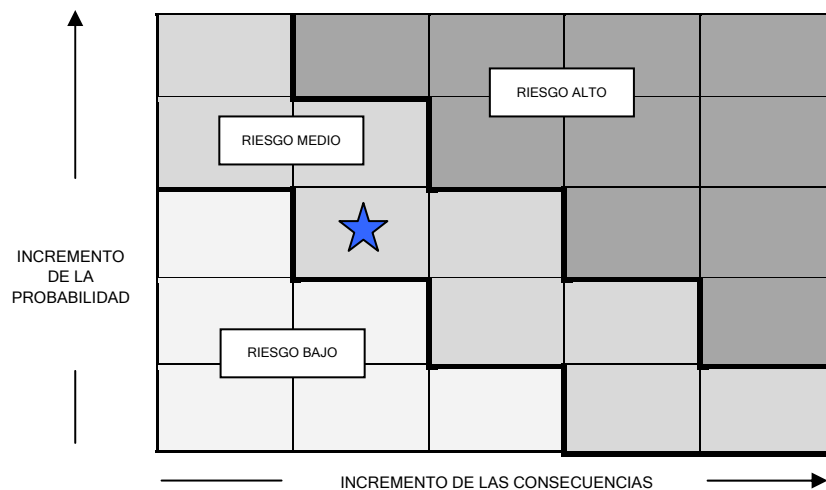 RIESGO ALTO
RIESGO MEDIO
INCREMENTO
DE LA
PROBABILIDAD
RIESGO BAJO
INCREMENTO DE LAS CONSECUENCIAS